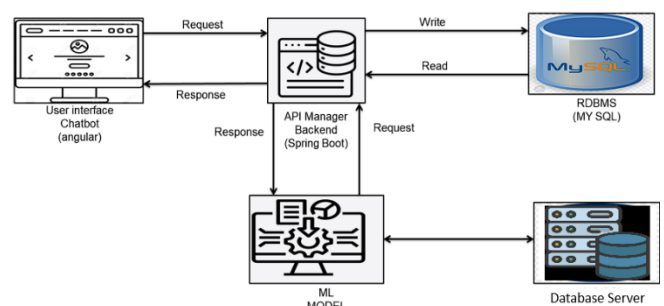 Request
Response
User interface
Chatbot
(angular)
API Manager
Backend
(Spring Boot)
Write
Read
MySQL
RDBMS
(MY SQL)
Response
Request
ML
MODEL
Database Server